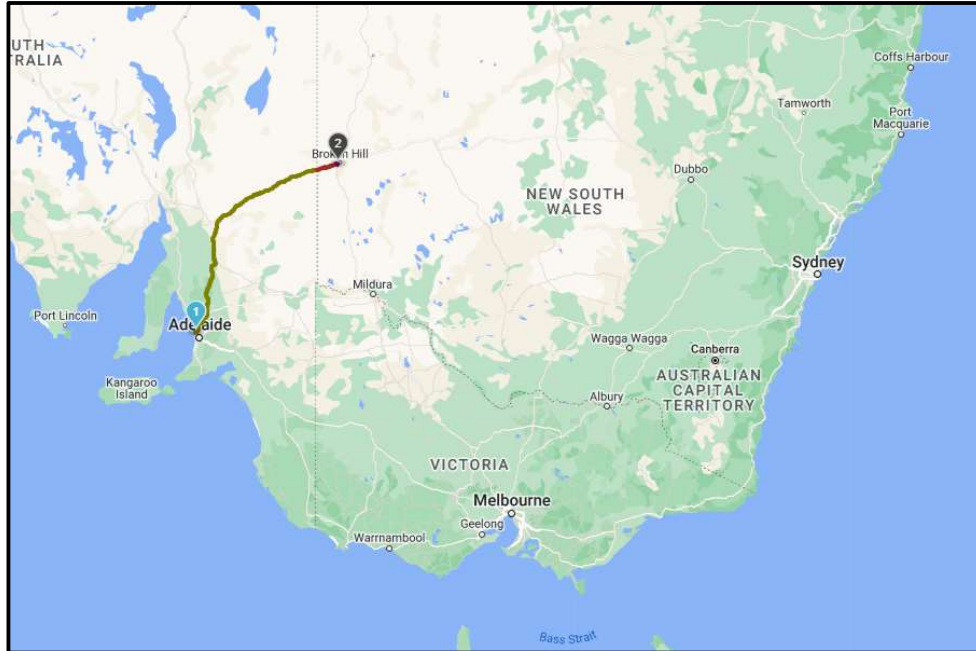 UTH
TRALIA
Coffs Harbour
Tamworth
Port
Macquarie
2
Broken Hill
Dubbo
NEW SOUTH
WALES
Sydney
Mildura
1
Port Lincoln
Adelaide
Wagga Wagga
Canberra
Kangaroo
Island
AUSTRALIAN
CAPITAL
TERRITORY
Albury
VICTORIA
Melbourne
Geelong
Warrnambool
Bass Strait